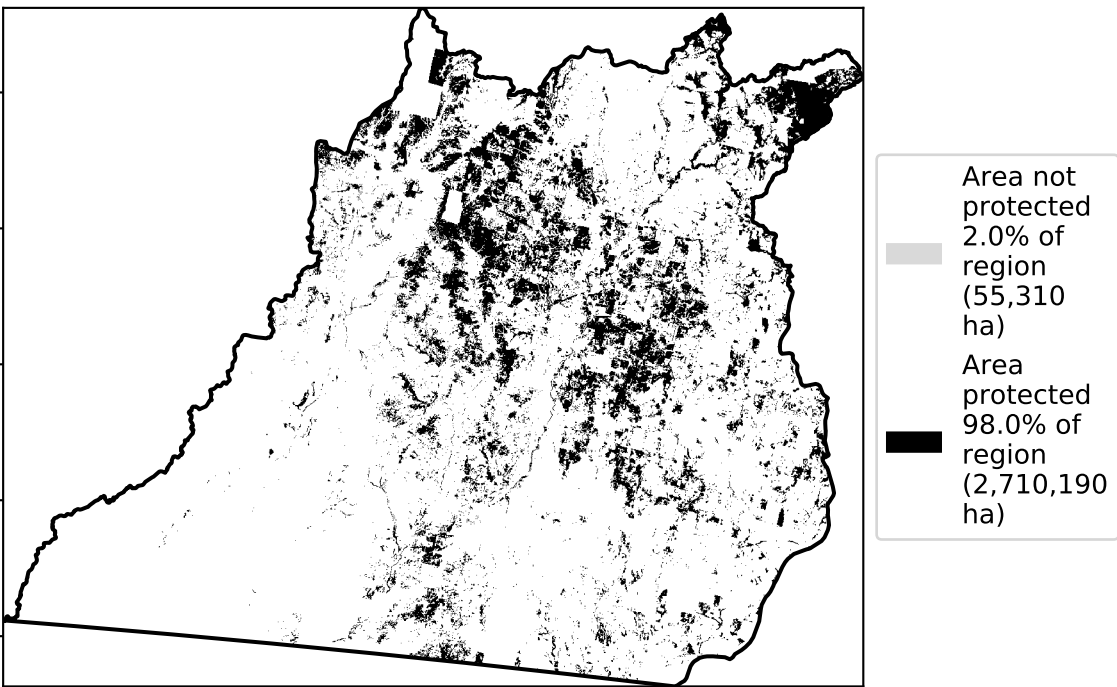 Area not
protected
2.0% of
region
(55,310
ha)
Area
protected
98.0% of
region
(2,710,190
ha)